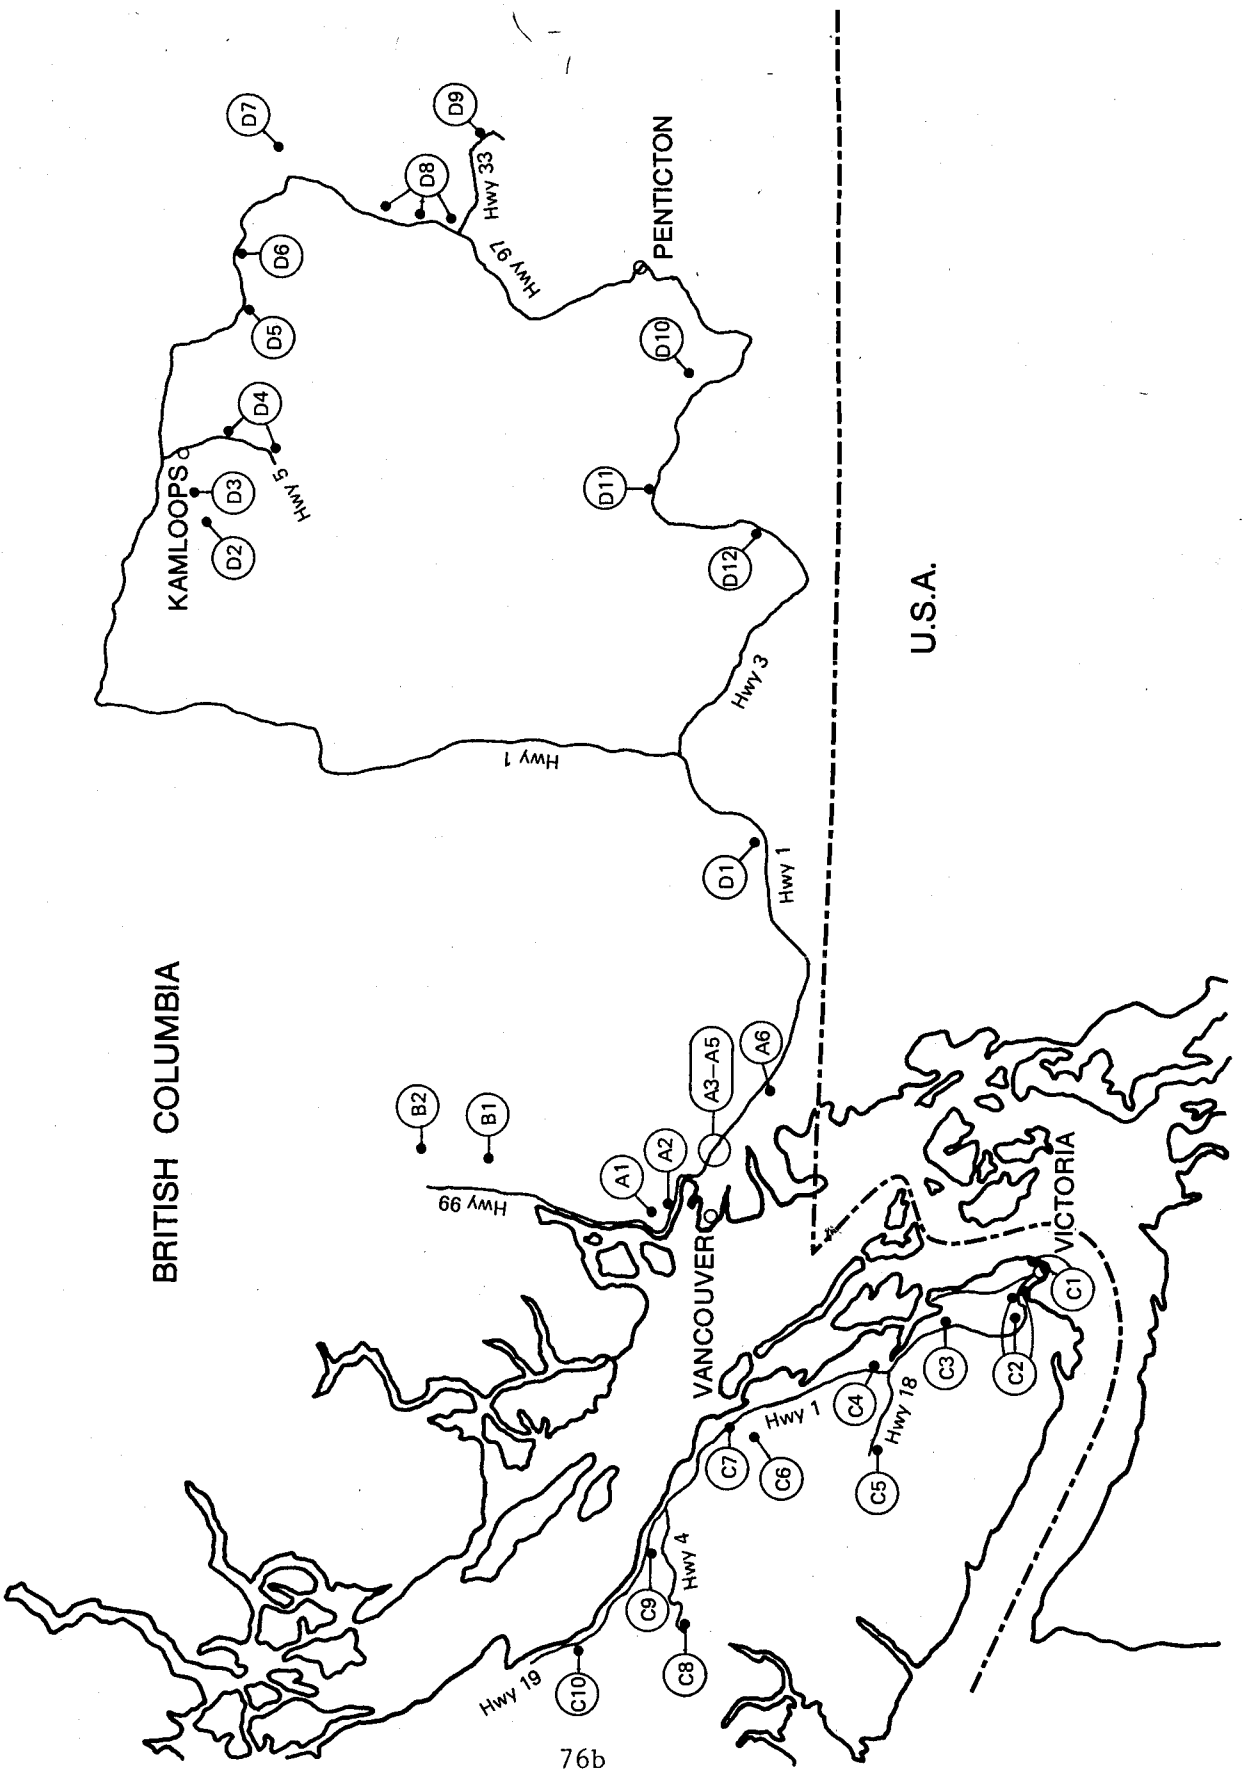 BRITISH COLUMBIA
U.S.A.
KAMLOOPS
PENTICTON
VANCOUVER
VICTORIA
Hwy 1
Hwy 1
Hwy 1
Hwy 3
Hwy 4
Hwy 5
Hwy 18
Hwy 19
Hwy 33
Hwy 97
Hwy 99
A1
A2
A3–A5
A6
B1
B2
C1
C2
C3
C4
C5
C6
C7
C8
C9
C10
D1
D2
D3
D4
D5
D6
D7
D8
D9
D10
D11
D12
76b